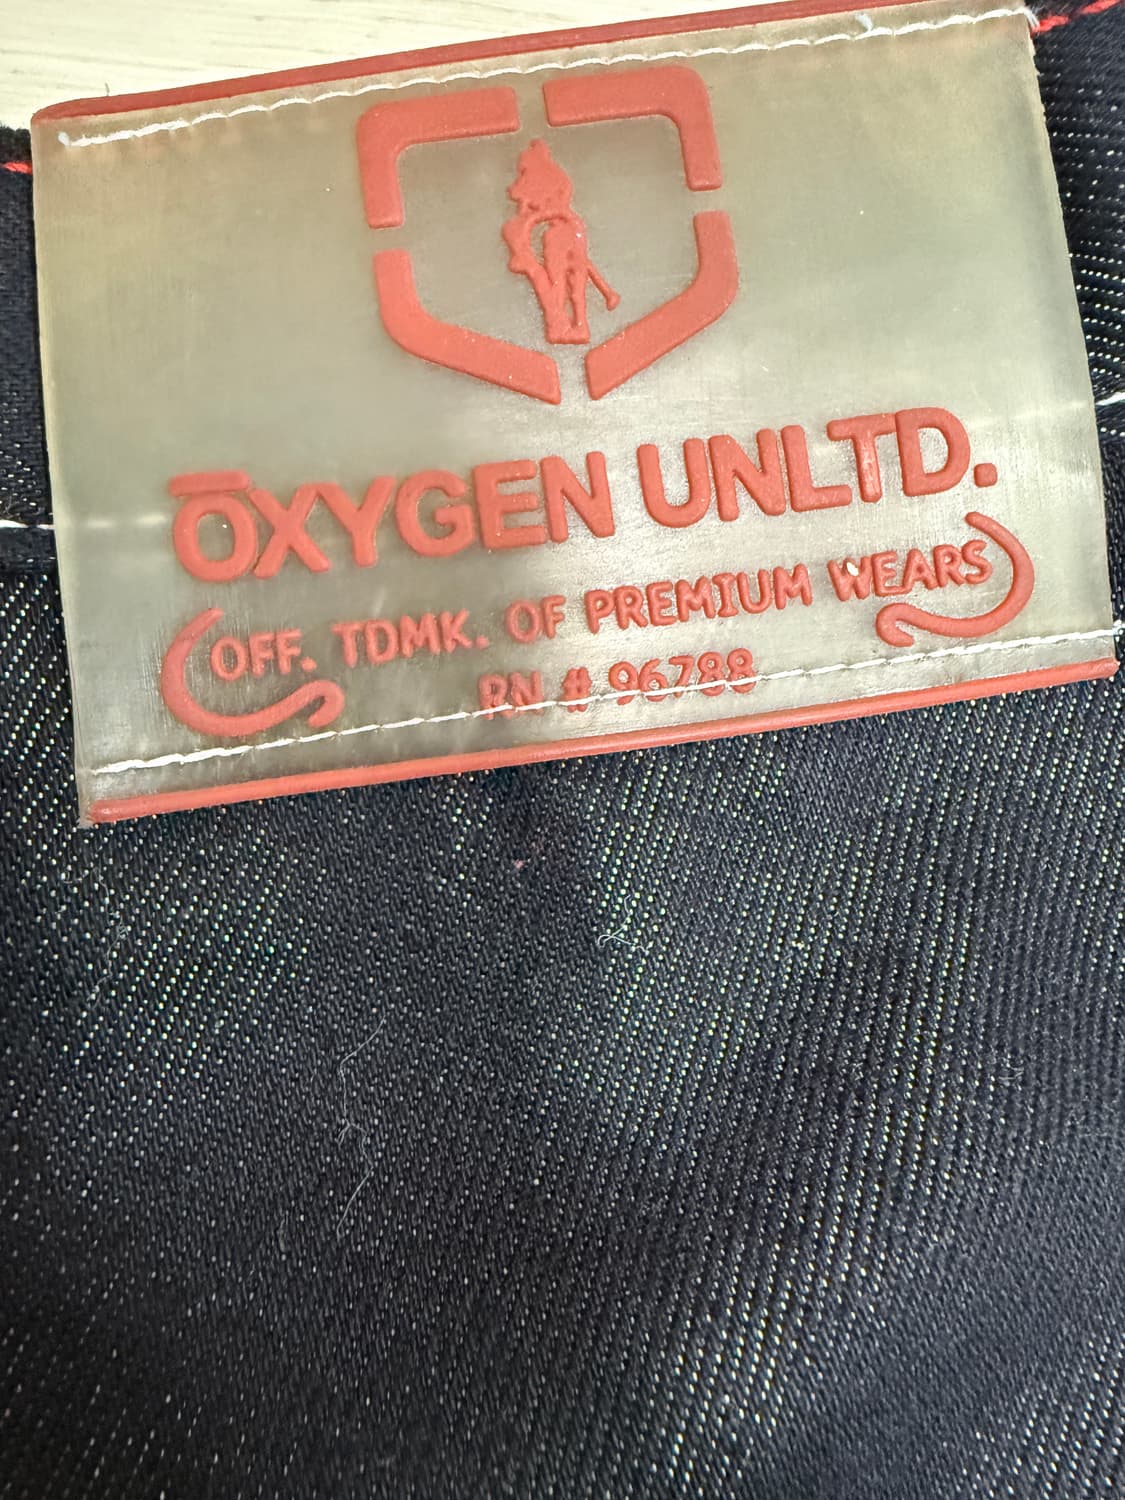 ŌXYGEN UNLTD.
OFF. TDMK. OF PREMIUM WEARS
RN # 96788